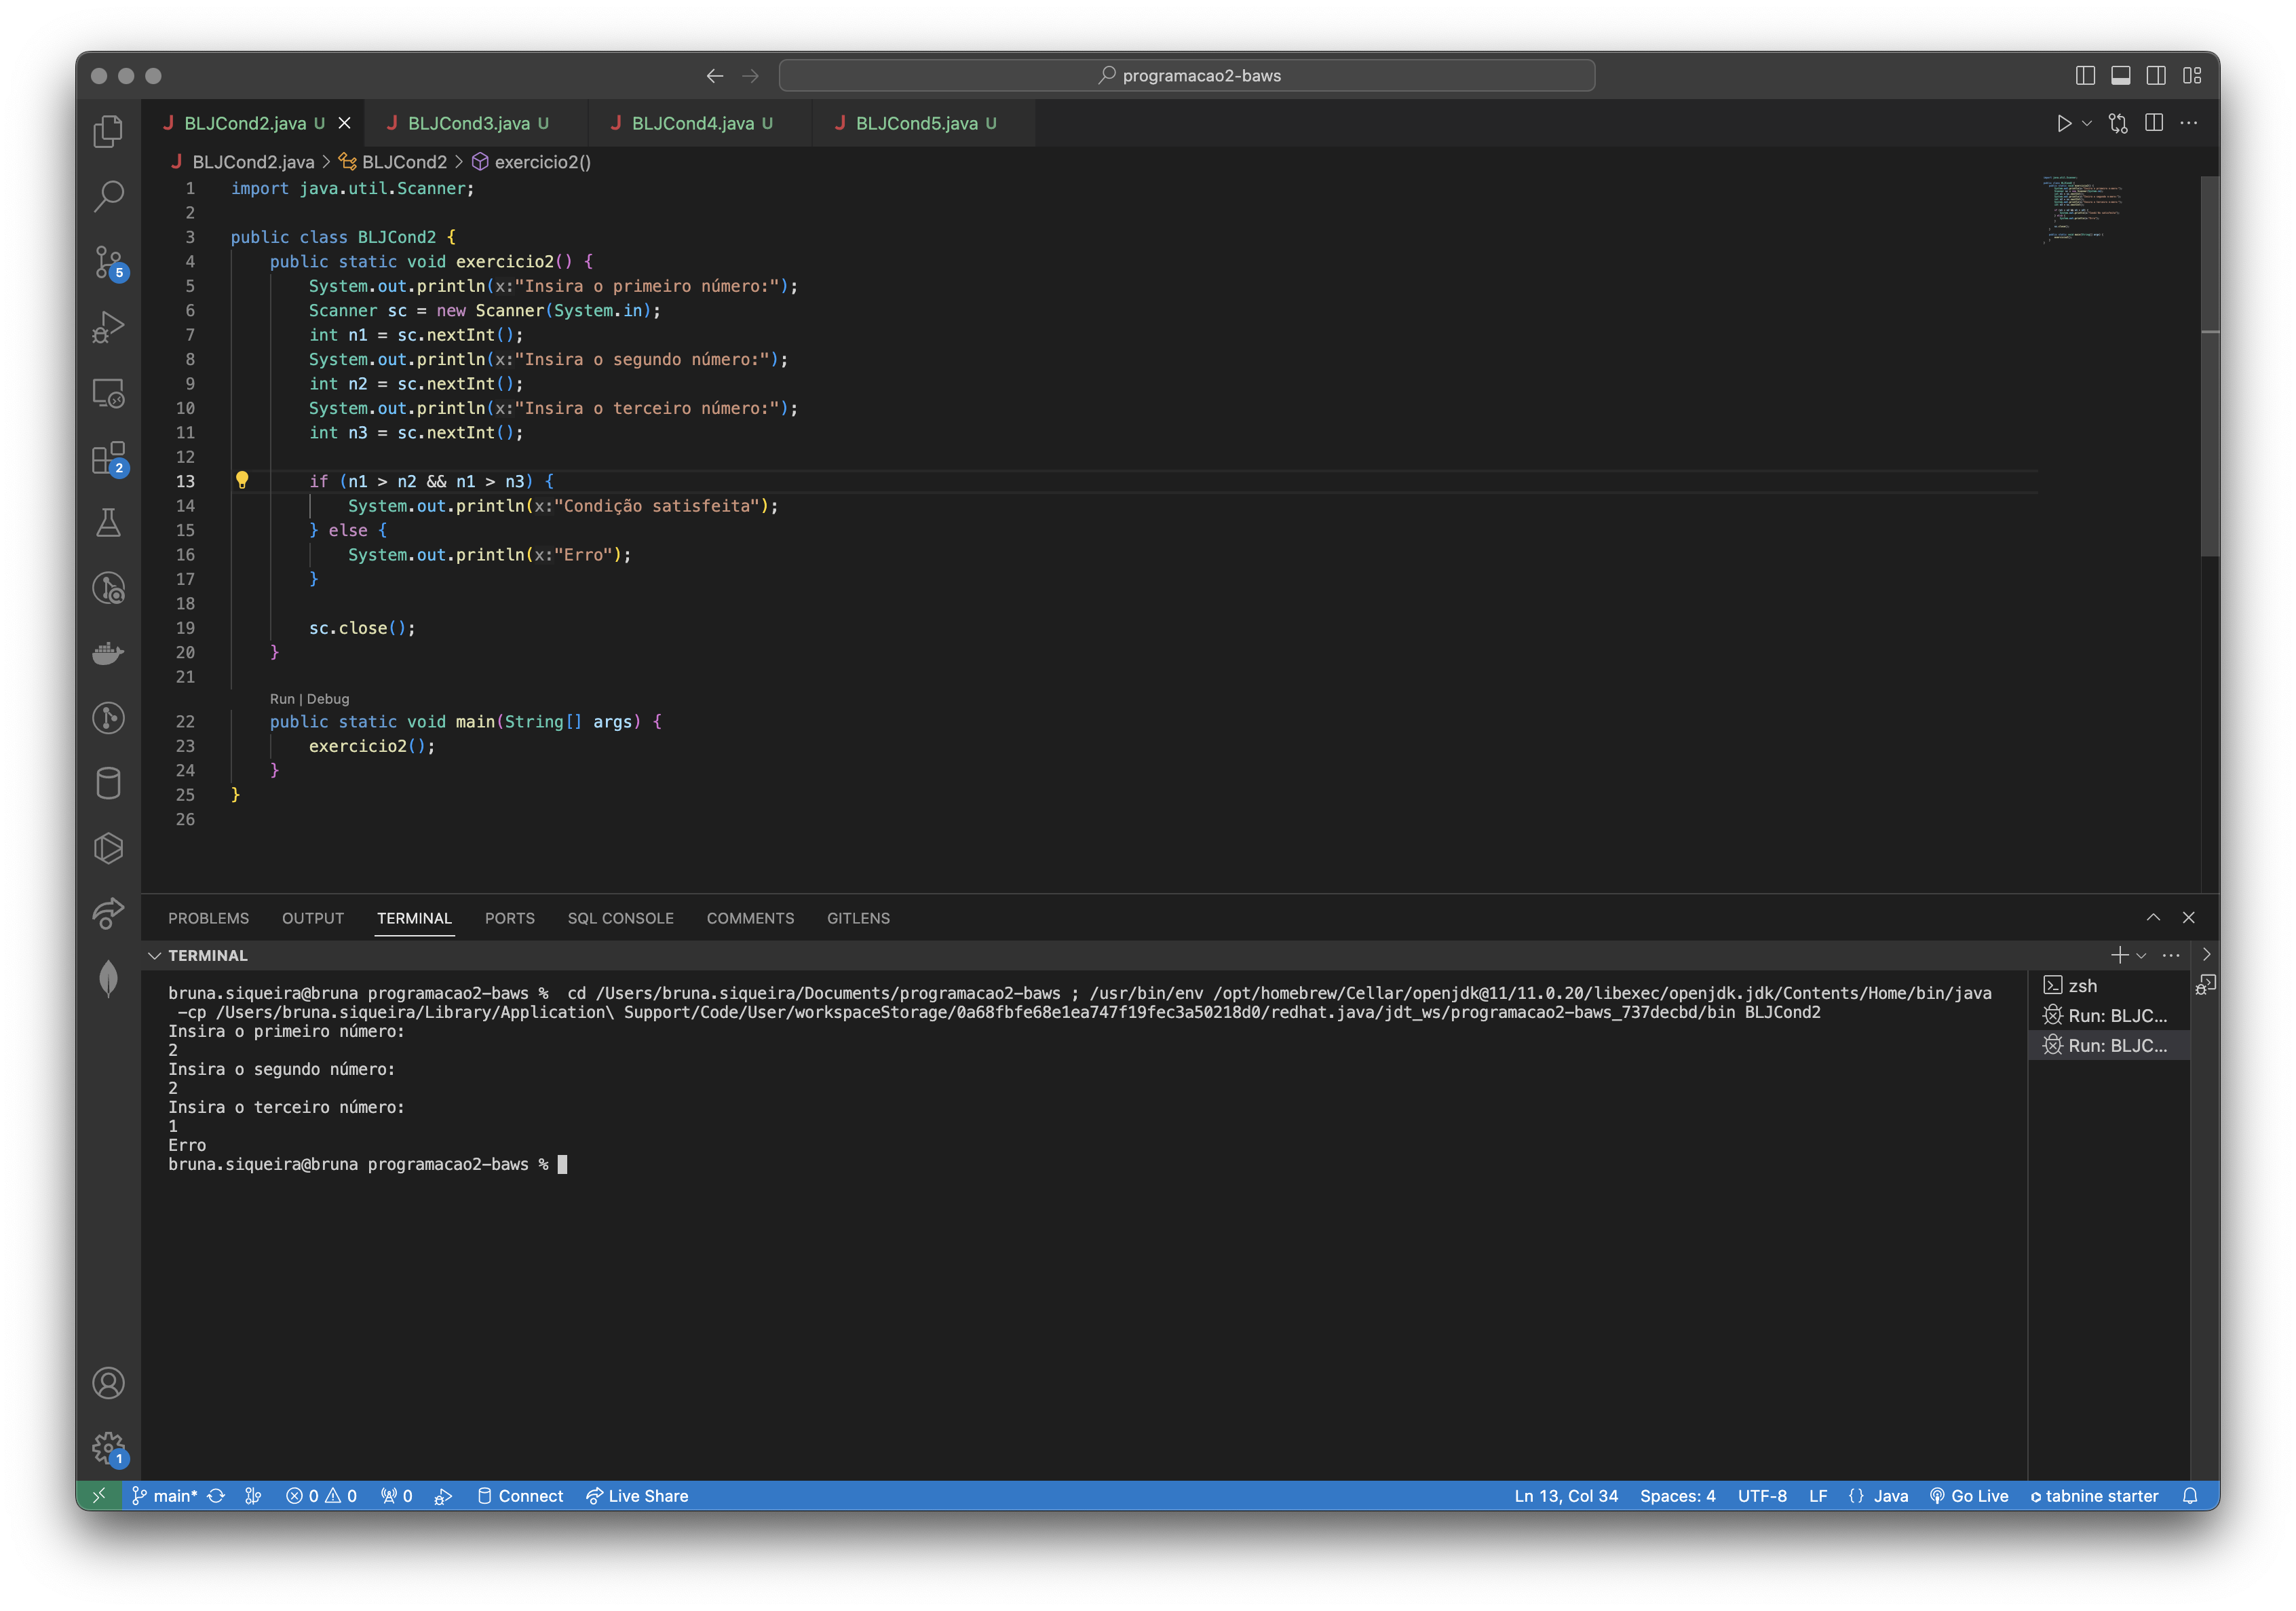 programacao2-baws
J BLJCond2.java U
J BLJCond3.java U
J BLJCond4.java U
J BLJCond5.java U
J BLJCond2.java > BLJCond2 > exercicio2()
1 import java.util.Scanner;
2
3 public class BLJCond2 {
4 public static void exercicio2() {
5 System.out.println(x:"Insira o primeiro número:");
6 Scanner sc = new Scanner(System.in);
7 int n1 = sc.nextInt();
8 System.out.println(x:"Insira o segundo número:");
9 int n2 = sc.nextInt();
10 System.out.println(x:"Insira o terceiro número:");
11 int n3 = sc.nextInt();
12
13 if (n1 > n2 && n1 > n3) {
14 System.out.println(x:"Condição satisfeita");
15 } else {
16 System.out.println(x:"Erro");
17 }
18
19 sc.close();
20 }
21
Run | Debug
22 public static void main(String[] args) {
23 exercicio2();
24 }
25 }
26
5
2
1
PROBLEMS OUTPUT TERMINAL PORTS SQL CONSOLE COMMENTS GITLENS
TERMINAL
bruna.siqueira@bruna programacao2-baws %  cd /Users/bruna.siqueira/Documents/programacao2-baws ; /usr/bin/env /opt/homebrew/Cellar/openjdk@11/11.0.20/libexec/openjdk.jdk/Contents/Home/bin/java
-cp /Users/bruna.siqueira/Library/Application\ Support/Code/User/workspaceStorage/0a68fbfe68e1ea747f19fec3a50218d0/redhat.java/jdt_ws/programacao2-baws_737decbd/bin BLJCond2
Insira o primeiro número:
2
Insira o segundo número:
2
Insira o terceiro número:
1
Erro
bruna.siqueira@bruna programacao2-baws %
zsh
Run: BLJC...
Run: BLJC...
main* 0 0 0 Connect Live Share
Ln 13, Col 34 Spaces: 4 UTF-8 LF {} Java Go Live tabnine starter